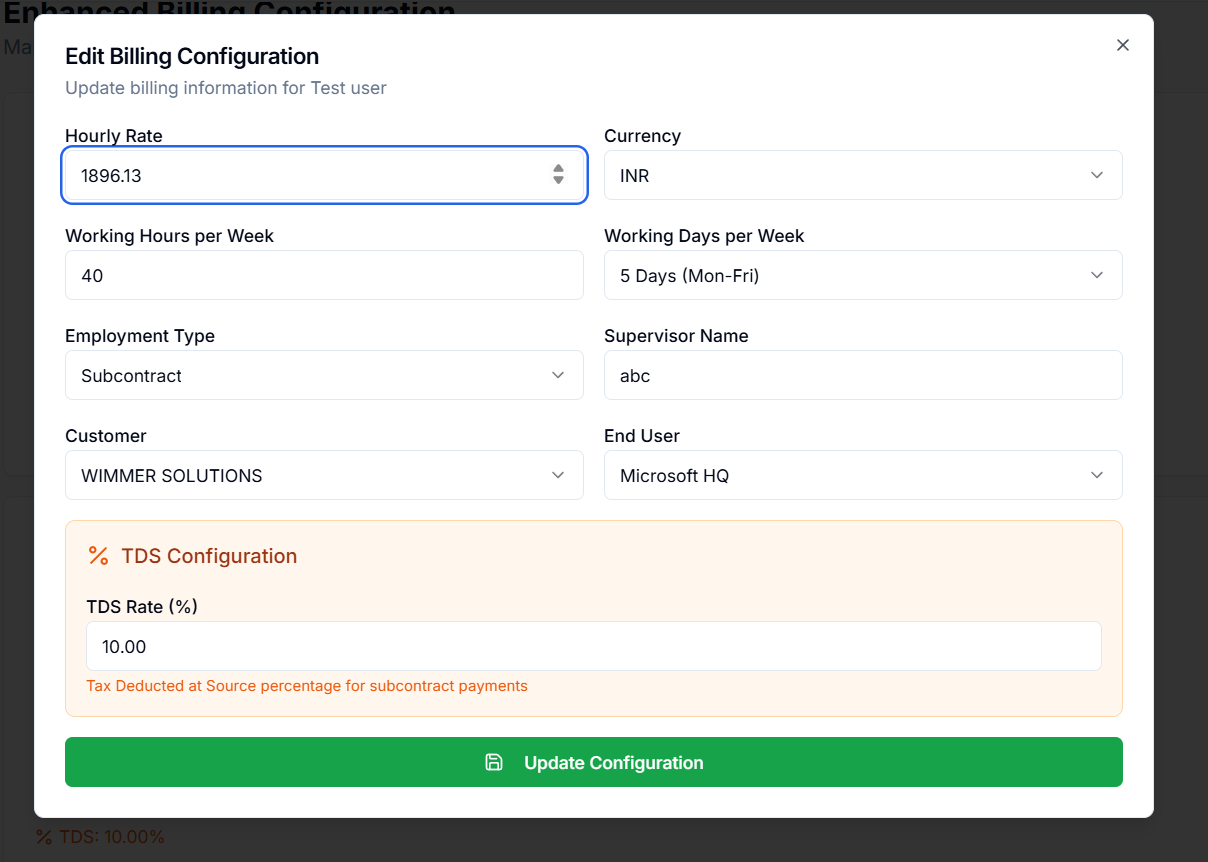 Enhanced Billing Configuration
Ma
Edit Billing Configuration
Update billing information for Test user
Hourly Rate
Currency
1896.13
INR
Working Hours per Week
Working Days per Week
40
5 Days (Mon-Fri)
Employment Type
Supervisor Name
Subcontract
abc
Customer
End User
WIMMER SOLUTIONS
Microsoft HQ
% TDS Configuration
TDS Rate (%)
10.00
Tax Deducted at Source percentage for subcontract payments
Update Configuration
% TDS: 10.00%